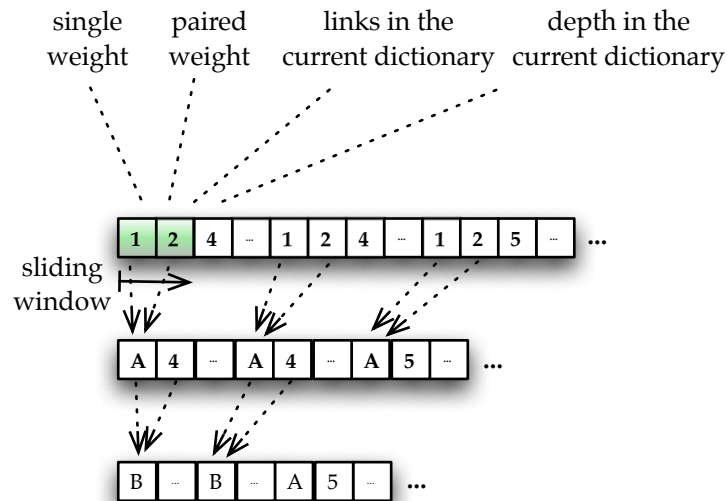 single paired links in the depth in the
weight weight current dictionary current dictionary
1 2 4 ... 1 2 4 ... 1 2 5 ... ...
sliding
window
A 4 ... A 4 ... A 5 ... ...
B ... B ... A 5 ... ...